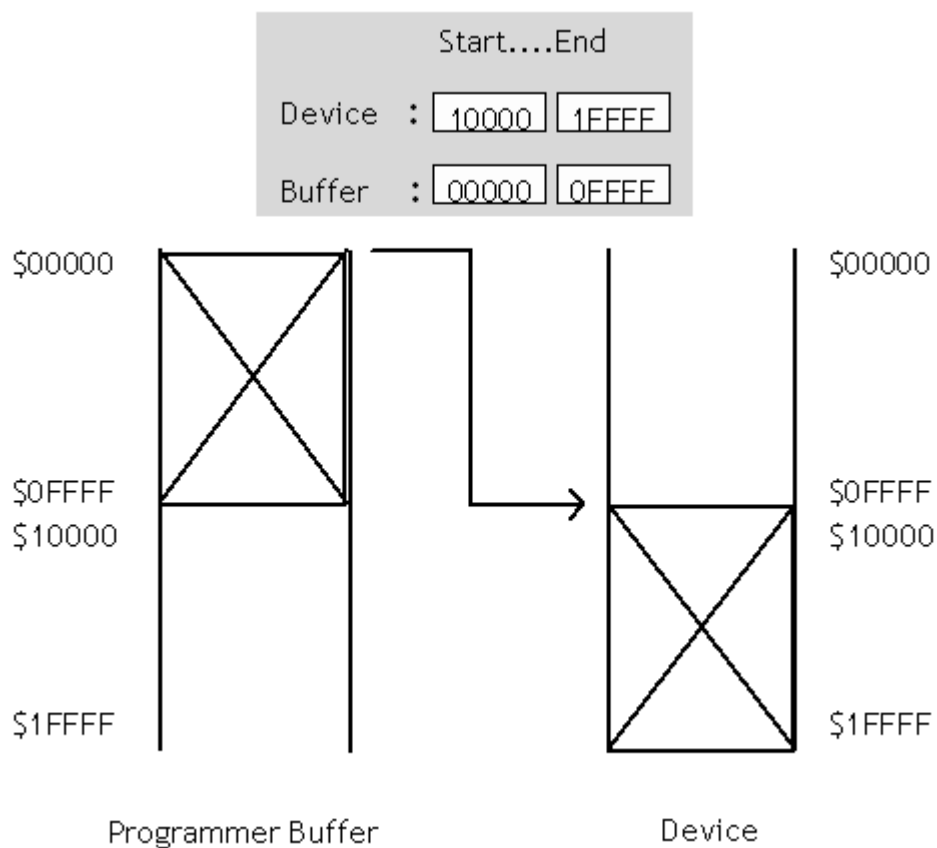 Start....End
Device : 10000 1FFFF
Buffer : 00000 0FFFF
$00000 $00000
$0FFFF $0FFFF
$10000 $10000
$1FFFF $1FFFF
Programmer Buffer Device